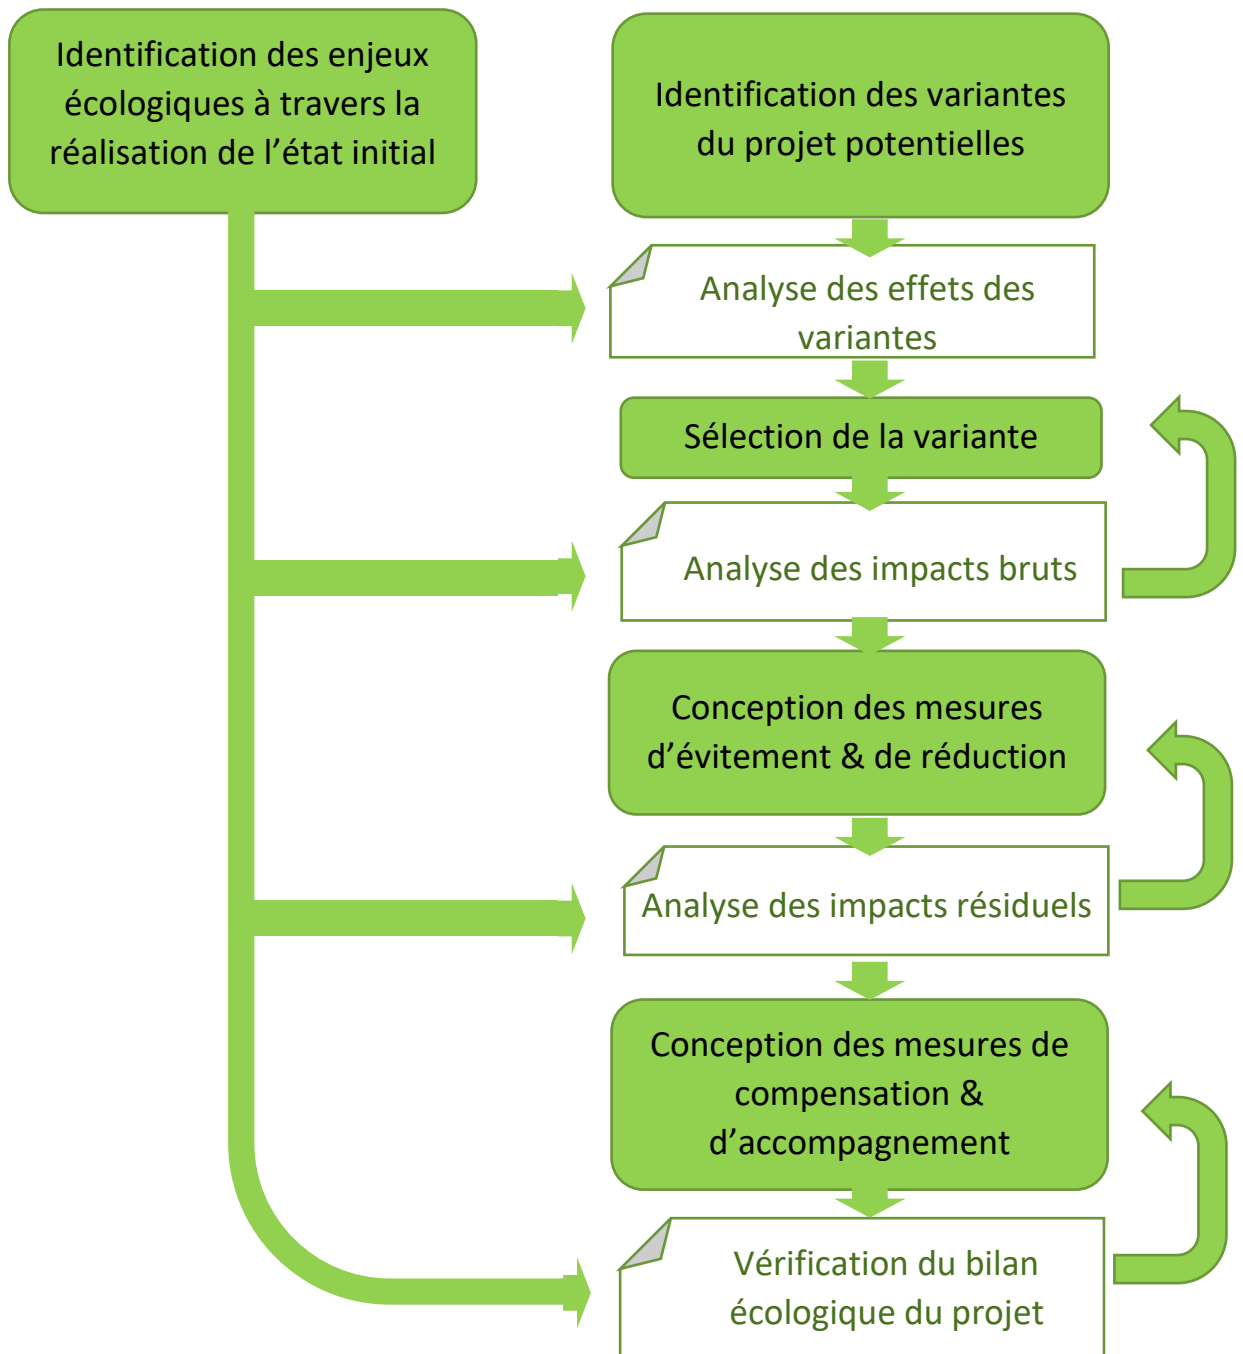 Identification des enjeux
écologiques à travers la
réalisation de l’état initial
Identification des variantes
du projet potentielles
Analyse des effets des
variantes
Sélection de la variante
Analyse des impacts bruts
Conception des mesures
d’évitement & de réduction
Analyse des impacts résiduels
Conception des mesures de
compensation &
d’accompagnement
Vérification du bilan
écologique du projet